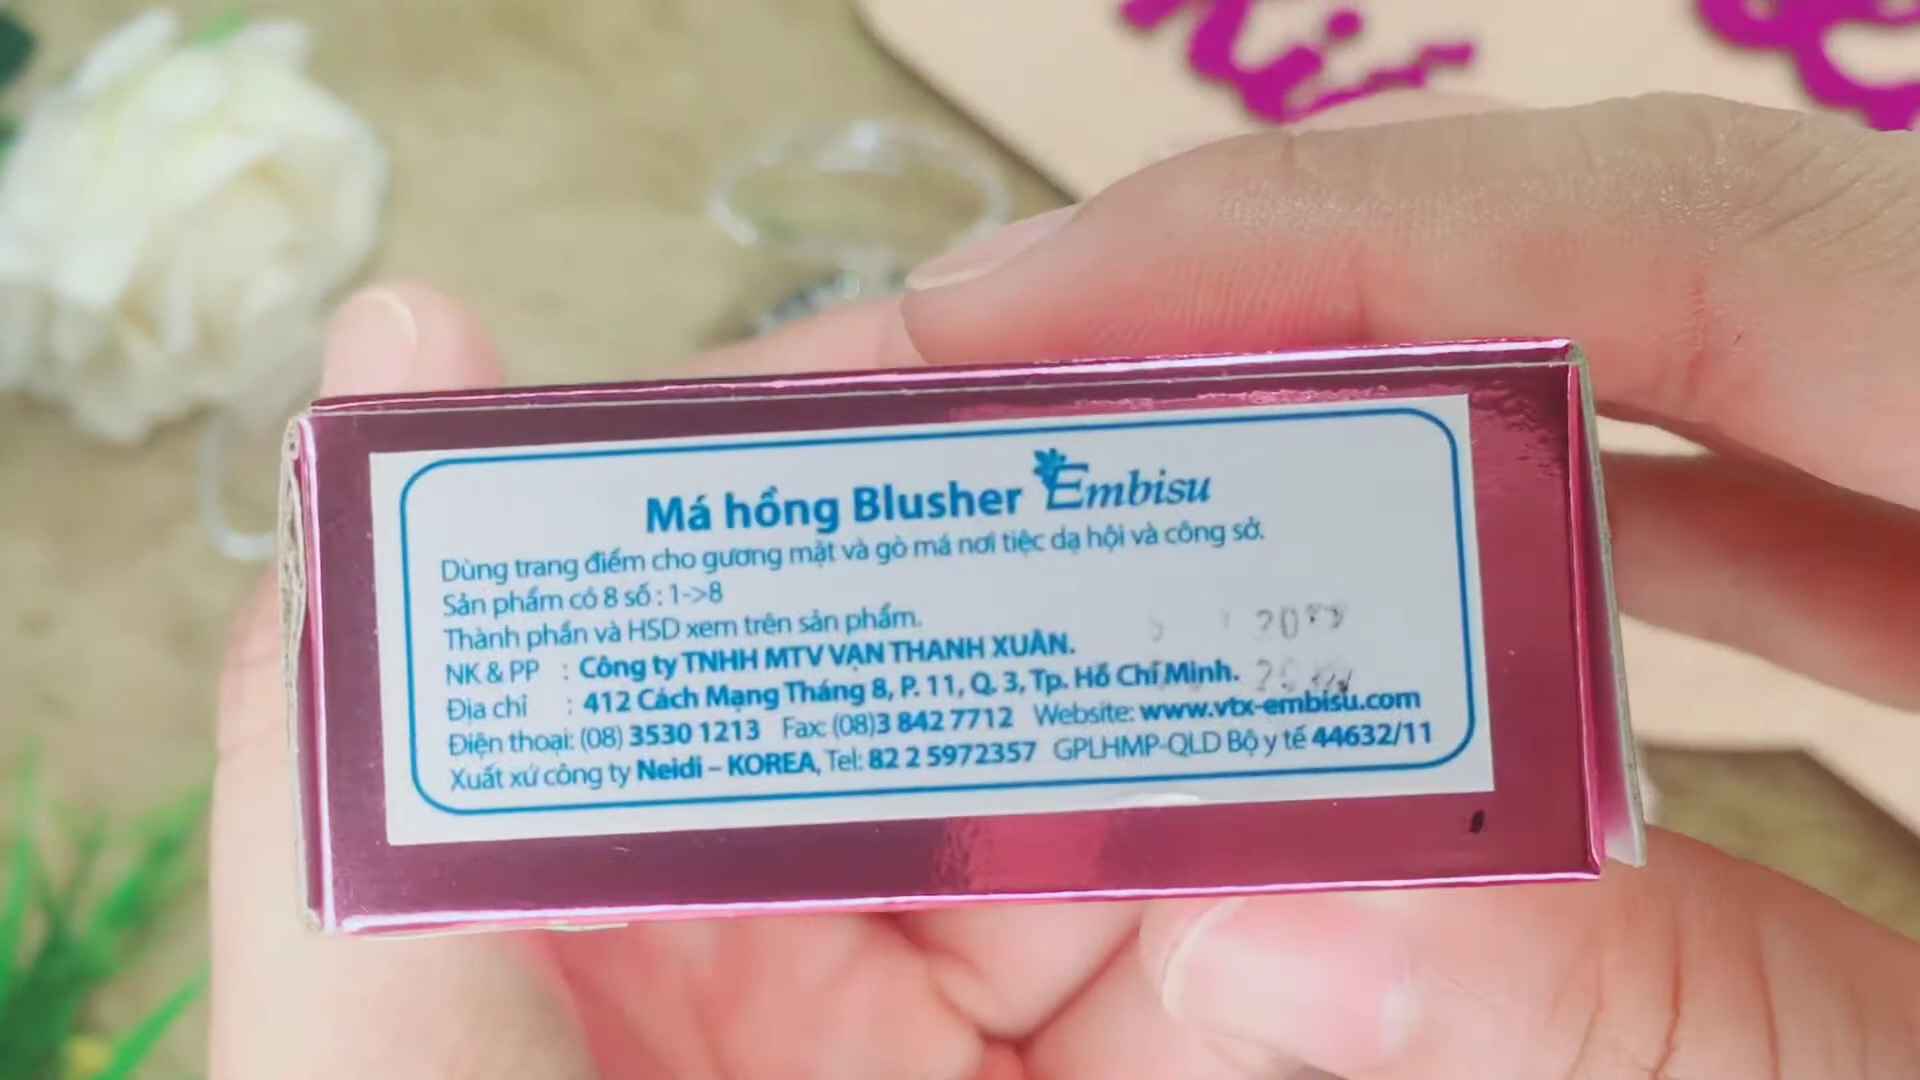 Má hồng Blusher Embisu
Dùng trang điểm cho gương mặt và gò má nơi tiệc dạ hội và công sở.
Sản phẩm có 8 số : 1->8
Thành phần và HSD xem trên sản phẩm.
NK & PP : Công ty TNHH MTV VẠN THANH XUÂN.
Địa chỉ : 412 Cách Mạng Tháng 8, P. 11, Q. 3, Tp. Hồ Chí Minh.
Điện thoại: (08) 3530 1213 Fax: (08)3 842 7712 Website: www.vtx-embisu.com
Xuất xứ công ty Neidi – KOREA, Tel: 82 2 5972357 GPLHMP-QLD Bộ y tế 44632/11